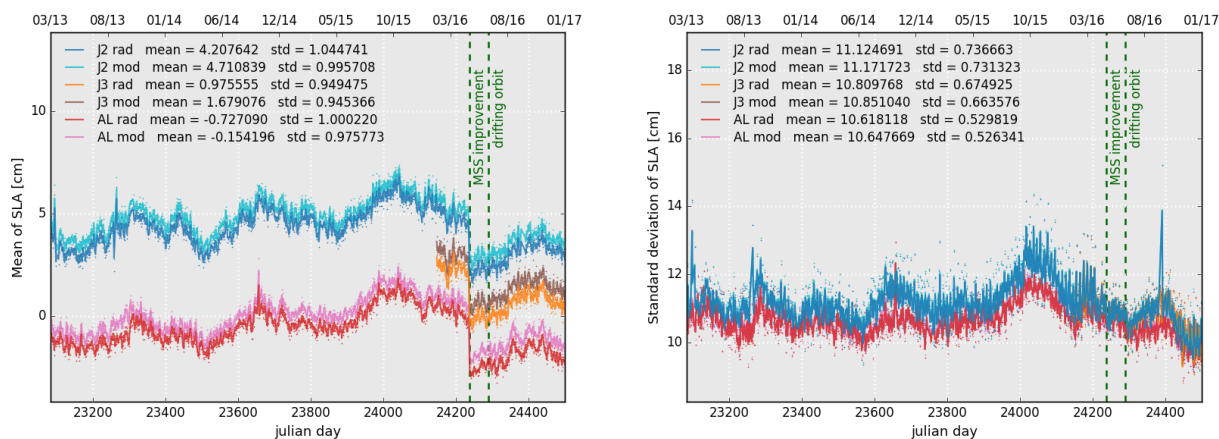 03/13 08/13 01/14 06/14 12/14 05/15 10/15 03/16 08/16 01/17
J2 rad mean = 4.207642 std = 1.044741
J2 mod mean = 4.710839 std = 0.995708
J3 rad mean = 0.975555 std = 0.949475
J3 mod mean = 1.679076 std = 0.945366
AL rad mean = -0.727090 std = 1.000220
AL mod mean = -0.154196 std = 0.975773
MSS improvement
drifting orbit
Mean of SLA [cm]
10
5
0
23200 23400 23600 23800 24000 24200 24400
julian day
03/13 08/13 01/14 06/14 12/14 05/15 10/15 03/16 08/16 01/17
J2 rad mean = 11.124691 std = 0.736663
J2 mod mean = 11.171723 std = 0.731323
J3 rad mean = 10.809768 std = 0.674925
J3 mod mean = 10.851040 std = 0.663576
AL rad mean = 10.618118 std = 0.529819
AL mod mean = 10.647669 std = 0.526341
MSS improvement
drifting orbit
Standard deviation of SLA [cm]
18
16
14
12
10
23200 23400 23600 23800 24000 24200 24400
julian day